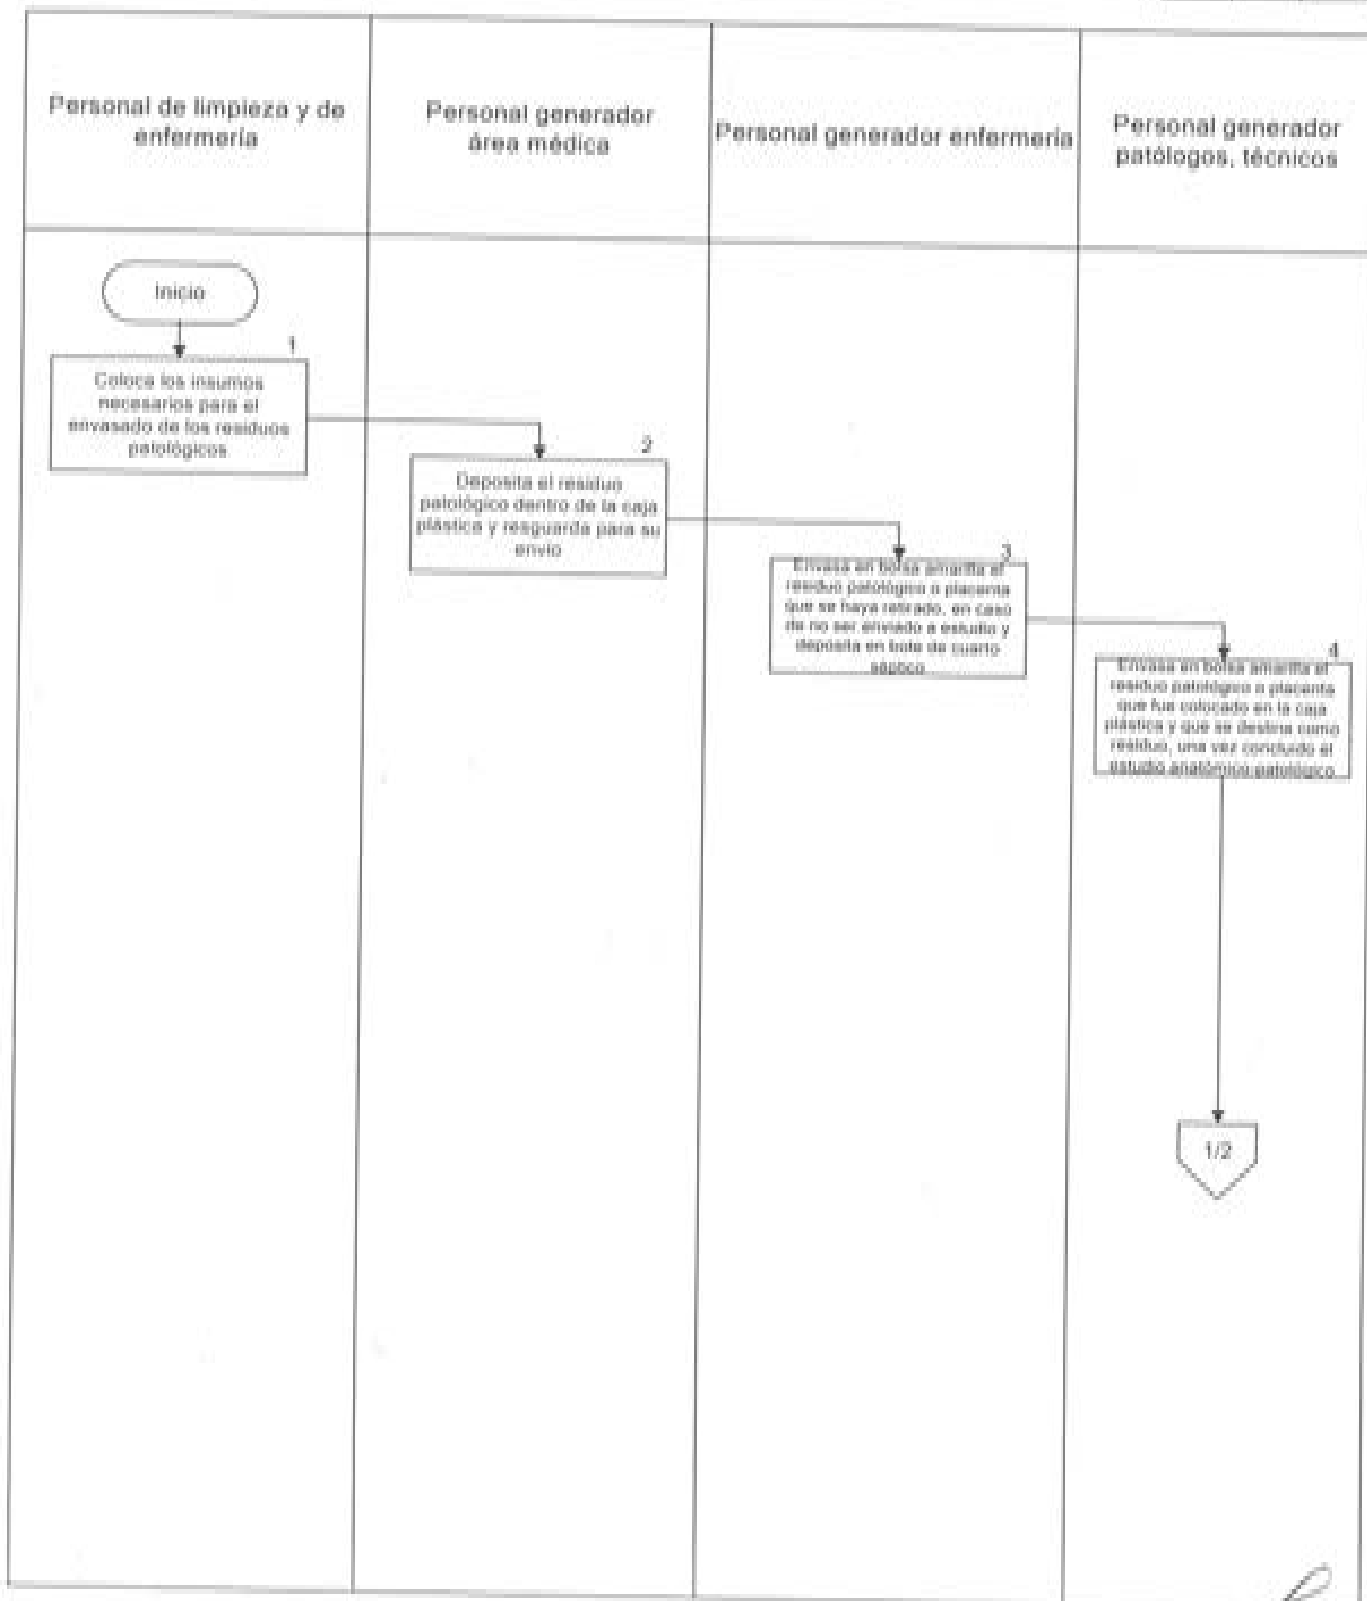 Personal de limpieza y de
enfermería
Personal generador
área médica
Personal generador enfermería
Personal generador
patólogos, técnicos
Inicio
1
Coloca los insumos
necesarios para el
envasado de los residuos
patológicos
2
Deposita el residuo
patológico dentro de la caja
plástica y resguarda para su
envío
3
Envasa en bolsa amarilla el
residuo patológico o placenta
que se haya retirado, en caso
de no ser enviado a estudio y
deposita en bote de cuarto
séptico
4
Envasa en bolsa amarilla el
residuo patológico o placenta
que fue colocado en la caja
plástica y que se destina como
residuo, una vez concluido el
estudio anatómico patológico
1/2